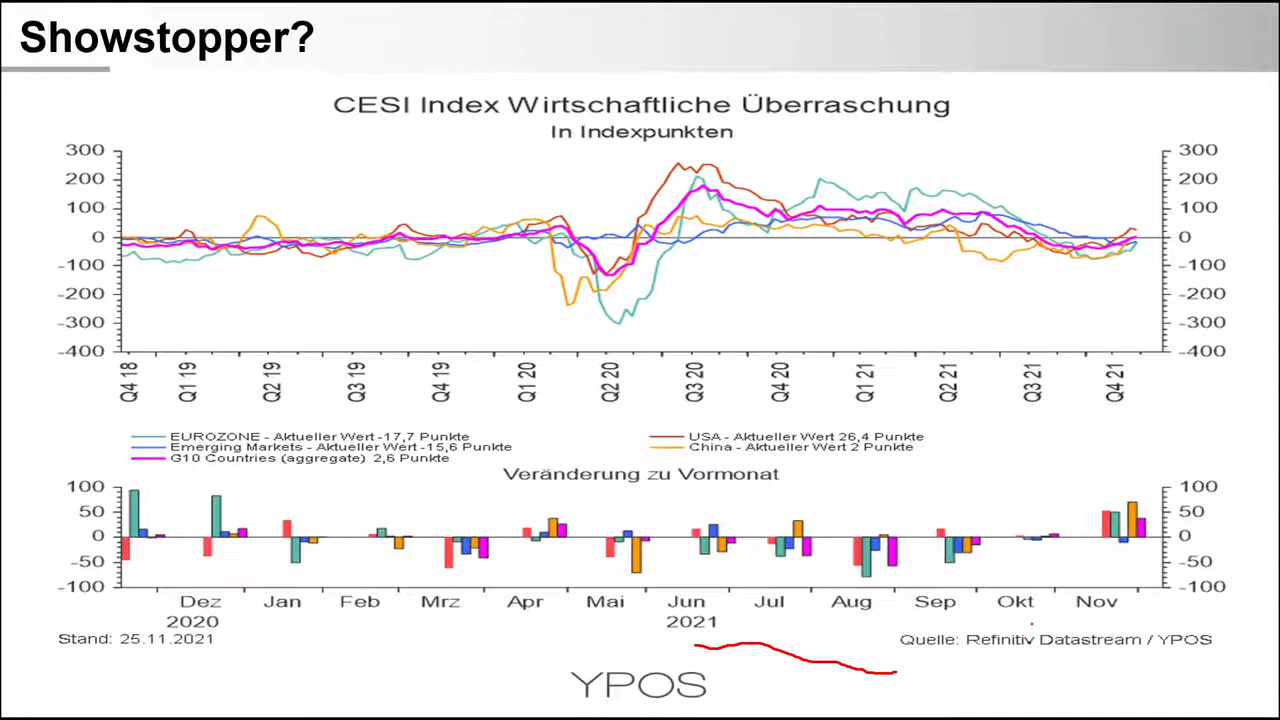 Showstopper?
CESI Index Wirtschaftliche Überraschung
In Indexpunkten
300 300
200 200
100 100
0 0
-100 -100
-200 -200
-300 -300
-400 -400
Q4 18 Q1 19 Q2 19 Q3 19 Q4 19 Q1 20 Q2 20 Q3 20 Q4 20 Q1 21 Q2 21 Q3 21 Q4 21
EUROZONE - Aktueller Wert -17,7 Punkte USA - Aktueller Wert 26,4 Punkte
Emerging Markets - Aktueller Wert -15,6 Punkte China - Aktueller Wert 2 Punkte
G10 Countries (aggregate) 2,6 Punkte
Veränderung zu Vormonat
100 100
50 50
0 0
-50 -50
-100 -100
Dez Jan Feb Mrz Apr Mai Jun Jul Aug Sep Okt Nov
2020 2021
Stand: 25.11.2021 Quelle: Refinitiv Datastream / YPOS
YPOS